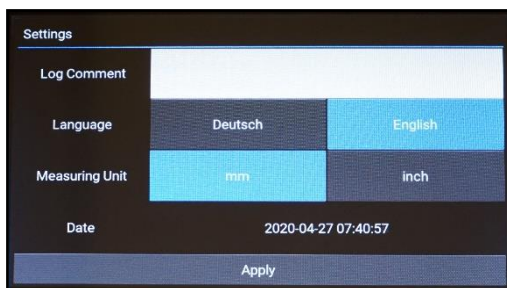 Settings
Log Comment
Language Deutsch English
Measuring Unit mm inch
Date 2020-04-27 07:40:57
Apply